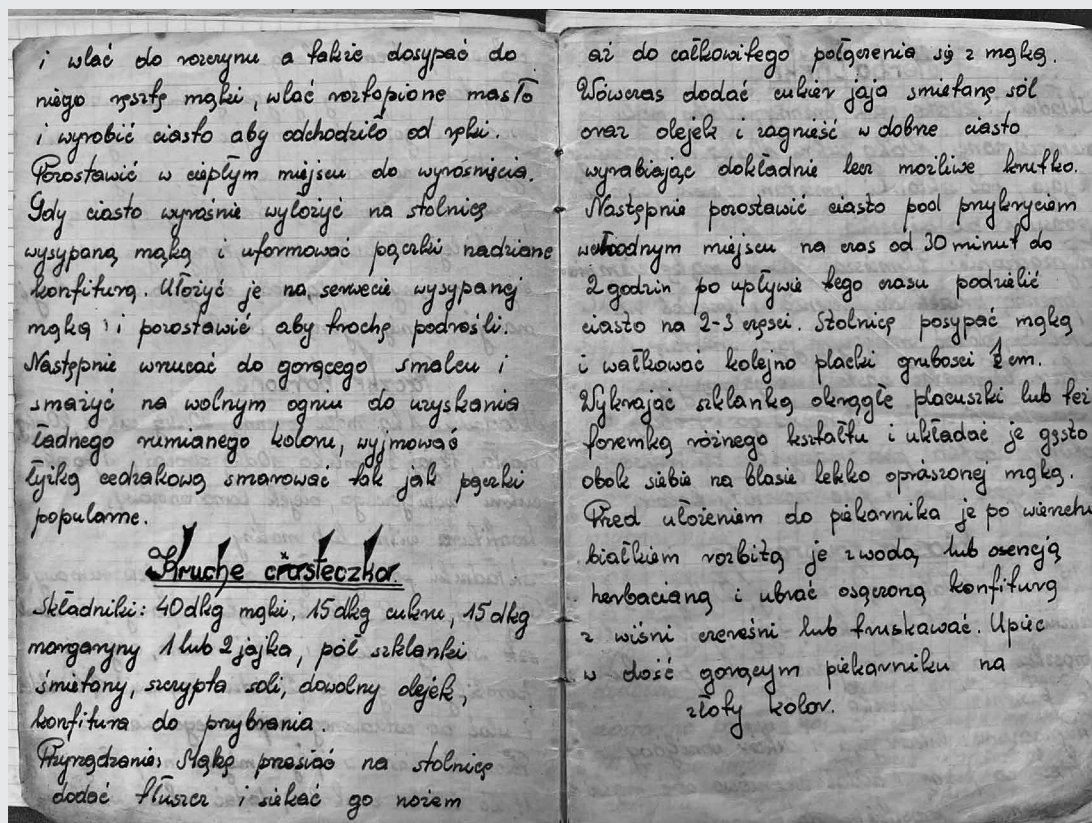 i wlać do rozczynu a także dosypać do
niego resztę mąki, wlać roztopione masło
i wyrobić ciasto aby odchodziło od ręki.
Pozostawić w ciepłym miejscu do wyrośnięcia.
Gdy ciasto wyrośnie wyłożyć na stolnicę
wysypaną mąką i uformować pączki nadziane
konfiturą. Ułożyć je na serwecie wysypanej
mąką i pozostawić aby trochę podrośli.
Następnie wrzucać do gorącego smalcu i
smażyć na wolnym ogniu do uzyskania
ładnego rumianego koloru, wyjmować
łyżką cedzakową smarować tak jak pączki
popularne.
Kruche ciasteczka.
Składniki: 40dkg mąki, 15dkg cukru, 15dkg
margaryny 1 lub 2 jajka, pół szklanki
śmietany, szczypta soli, dowolny olejek,
konfitura do przybrania.
Przyrządzanie: Mąkę przesiać na stolnicę
dodać tłuszcz i siekać go nożem
aż do całkowitego połączenia się z mąką.
Wówczas dodać cukier jaja śmietanę sól
oraz olejek i zagnieść w dobne ciasto
wyrabiając dokładnie lecz możliwe krutko.
Następnie pozostawić ciasto pod przykryciem
w chłodnym miejscu na czas od 30 minut do
2 godzin po upływie tego czasu podzielić
ciasto na 2-3 części. Stolnicę posypać mąką
i wałkować kolejno placki grubości ½ cm.
Wykrajać szklanką okrągłe placuszki lub też
foremką różnego kształtu i układać je gęsto
obok siebie na blasie lekko oprószonej mąką.
Przed ułożeniem do piekarnika je po wierzchu
białkiem rozbitą je z wodą lub esencją
herbacianą i ubrać osączoną konfiturą
z wiśni czereśni lub truskawać. Upiec
w dość gorącym piekarniku na
złoty kolor.